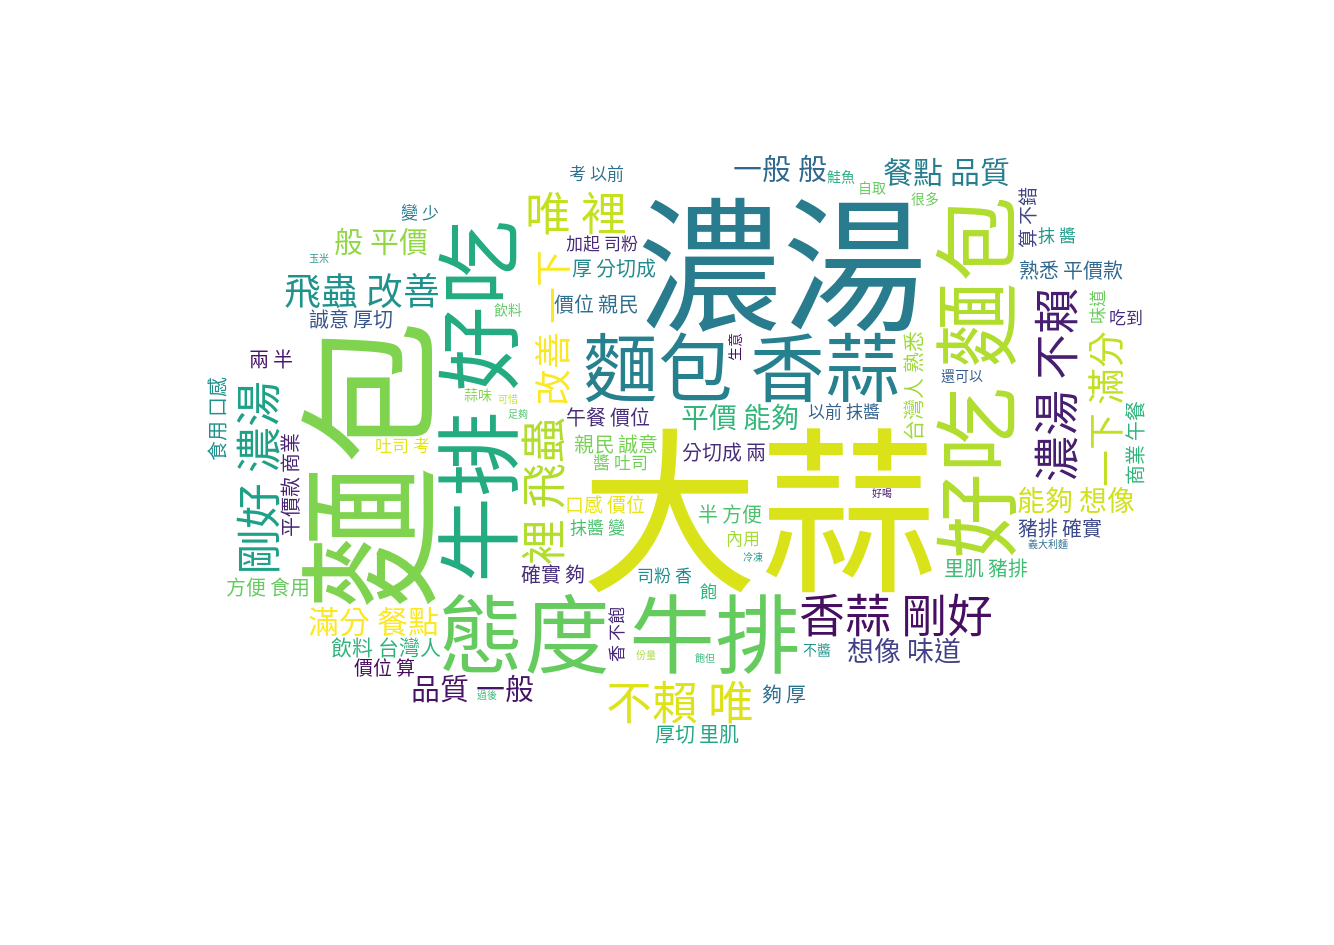 一般 般
餐點 品質
考 以前
鮭魚
自取
很多
變 少
唯 裡
濃湯
般 平價
加起 司粉
算 不錯
抹 醬
玉米
厚 分切成
熟悉 平價款
飛蟲 改善
好吃
一下
價位 親民
麵包
誠意 厚切
飲料
不賴
味道
吃到
兩 半
麵包 香蒜
生意
台灣人 熟悉
還可以
滿分
改善
蒜味
可惜
足夠
食用 口感
剛好 濃湯
平價款 商業
麵包
牛排
午餐 價位
平價 能夠
以前 抹醬
好吃
濃湯
一下
商業 午餐
吐司 考
裡 飛蟲
親民 誠意
醬 吐司
分切成 兩
大蒜
好喝
口感 價位
抹醬 變
半 方便
內用
冷凍
能夠 想像
豬排 確實
義大利麵
里肌 豬排
方便 食用
確實 夠
司粉 香
飽
滿分 餐點
態度
香 不飽
牛排
香蒜 剛好
飲料 台灣人
份量
飽但
不醬
想像 味道
價位 算
品質 一般
過後
不賴 唯
夠 厚
厚切 里肌